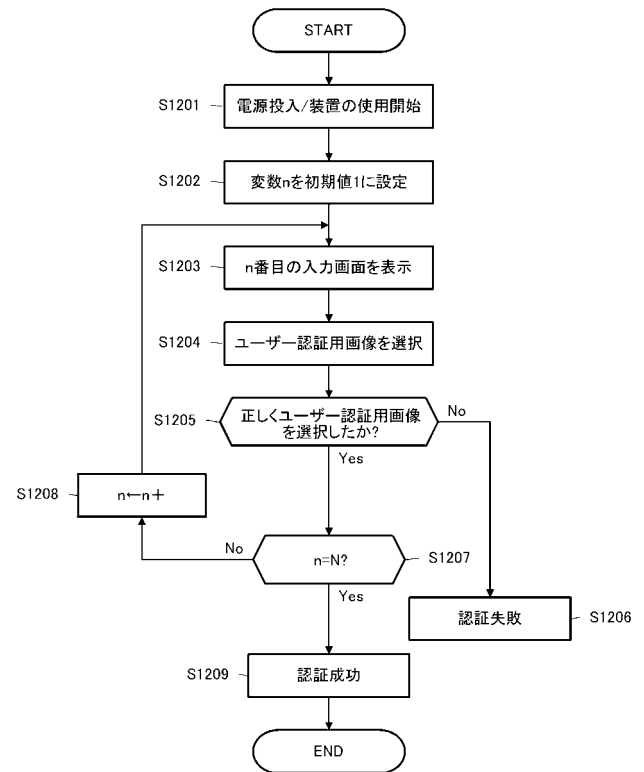 START
S1201
電源投入/装置の使用開始
S1202
変数nを初期値1に設定
S1203
n番目の入力画面を表示
S1204
ユーザー認証用画像を選択
S1205
正しくユーザー認証用画像
を選択したか?
No
Yes
S1208
n←n＋
No
n=N?
S1207
Yes
認証失敗
S1206
S1209
認証成功
END